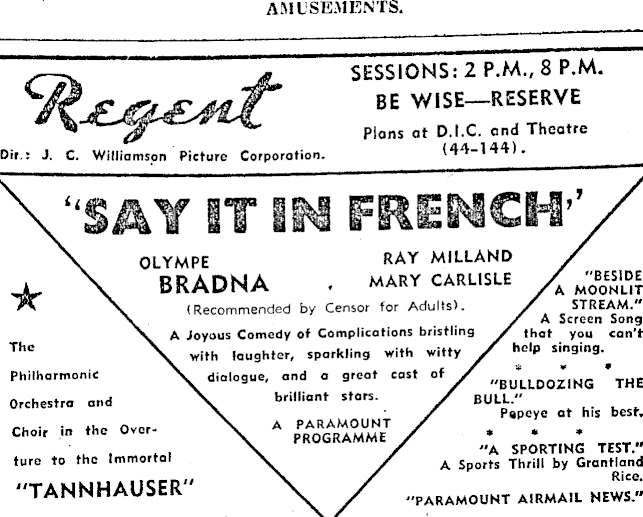 AMUSEMENTS.
Regent
Dir.: J. C. Williamson Picture Corporation.
SESSIONS: 2 P.M., 8 P.M.
BE WISE—RESERVE
Plans at D.I.C. and Theatre
(44-144).
"SAY IT IN FRENCH"
OLYMPE
BRADNA
RAY MILLAND
MARY CARLISLE
(Recommended by Censor for Adults).
A Joyous Comedy of Complications bristling
with laughter, sparkling with witty
dialogue, and a great cast of
brilliant stars.
A PARAMOUNT
PROGRAMME
The
Philharmonic
Orchestra and
Choir in the Over-
ture to the Immortal
"TANNHAUSER"
"BESIDE
A MOONLIT
STREAM."
A Screen Song
that you can't
help singing.
* * *
"BULLDOZING THE
BULL."
Popeye at his best.
* * *
"A SPORTING TEST."
A Sports Thrill by Grantland
Rice.
"PARAMOUNT AIRMAIL NEWS."